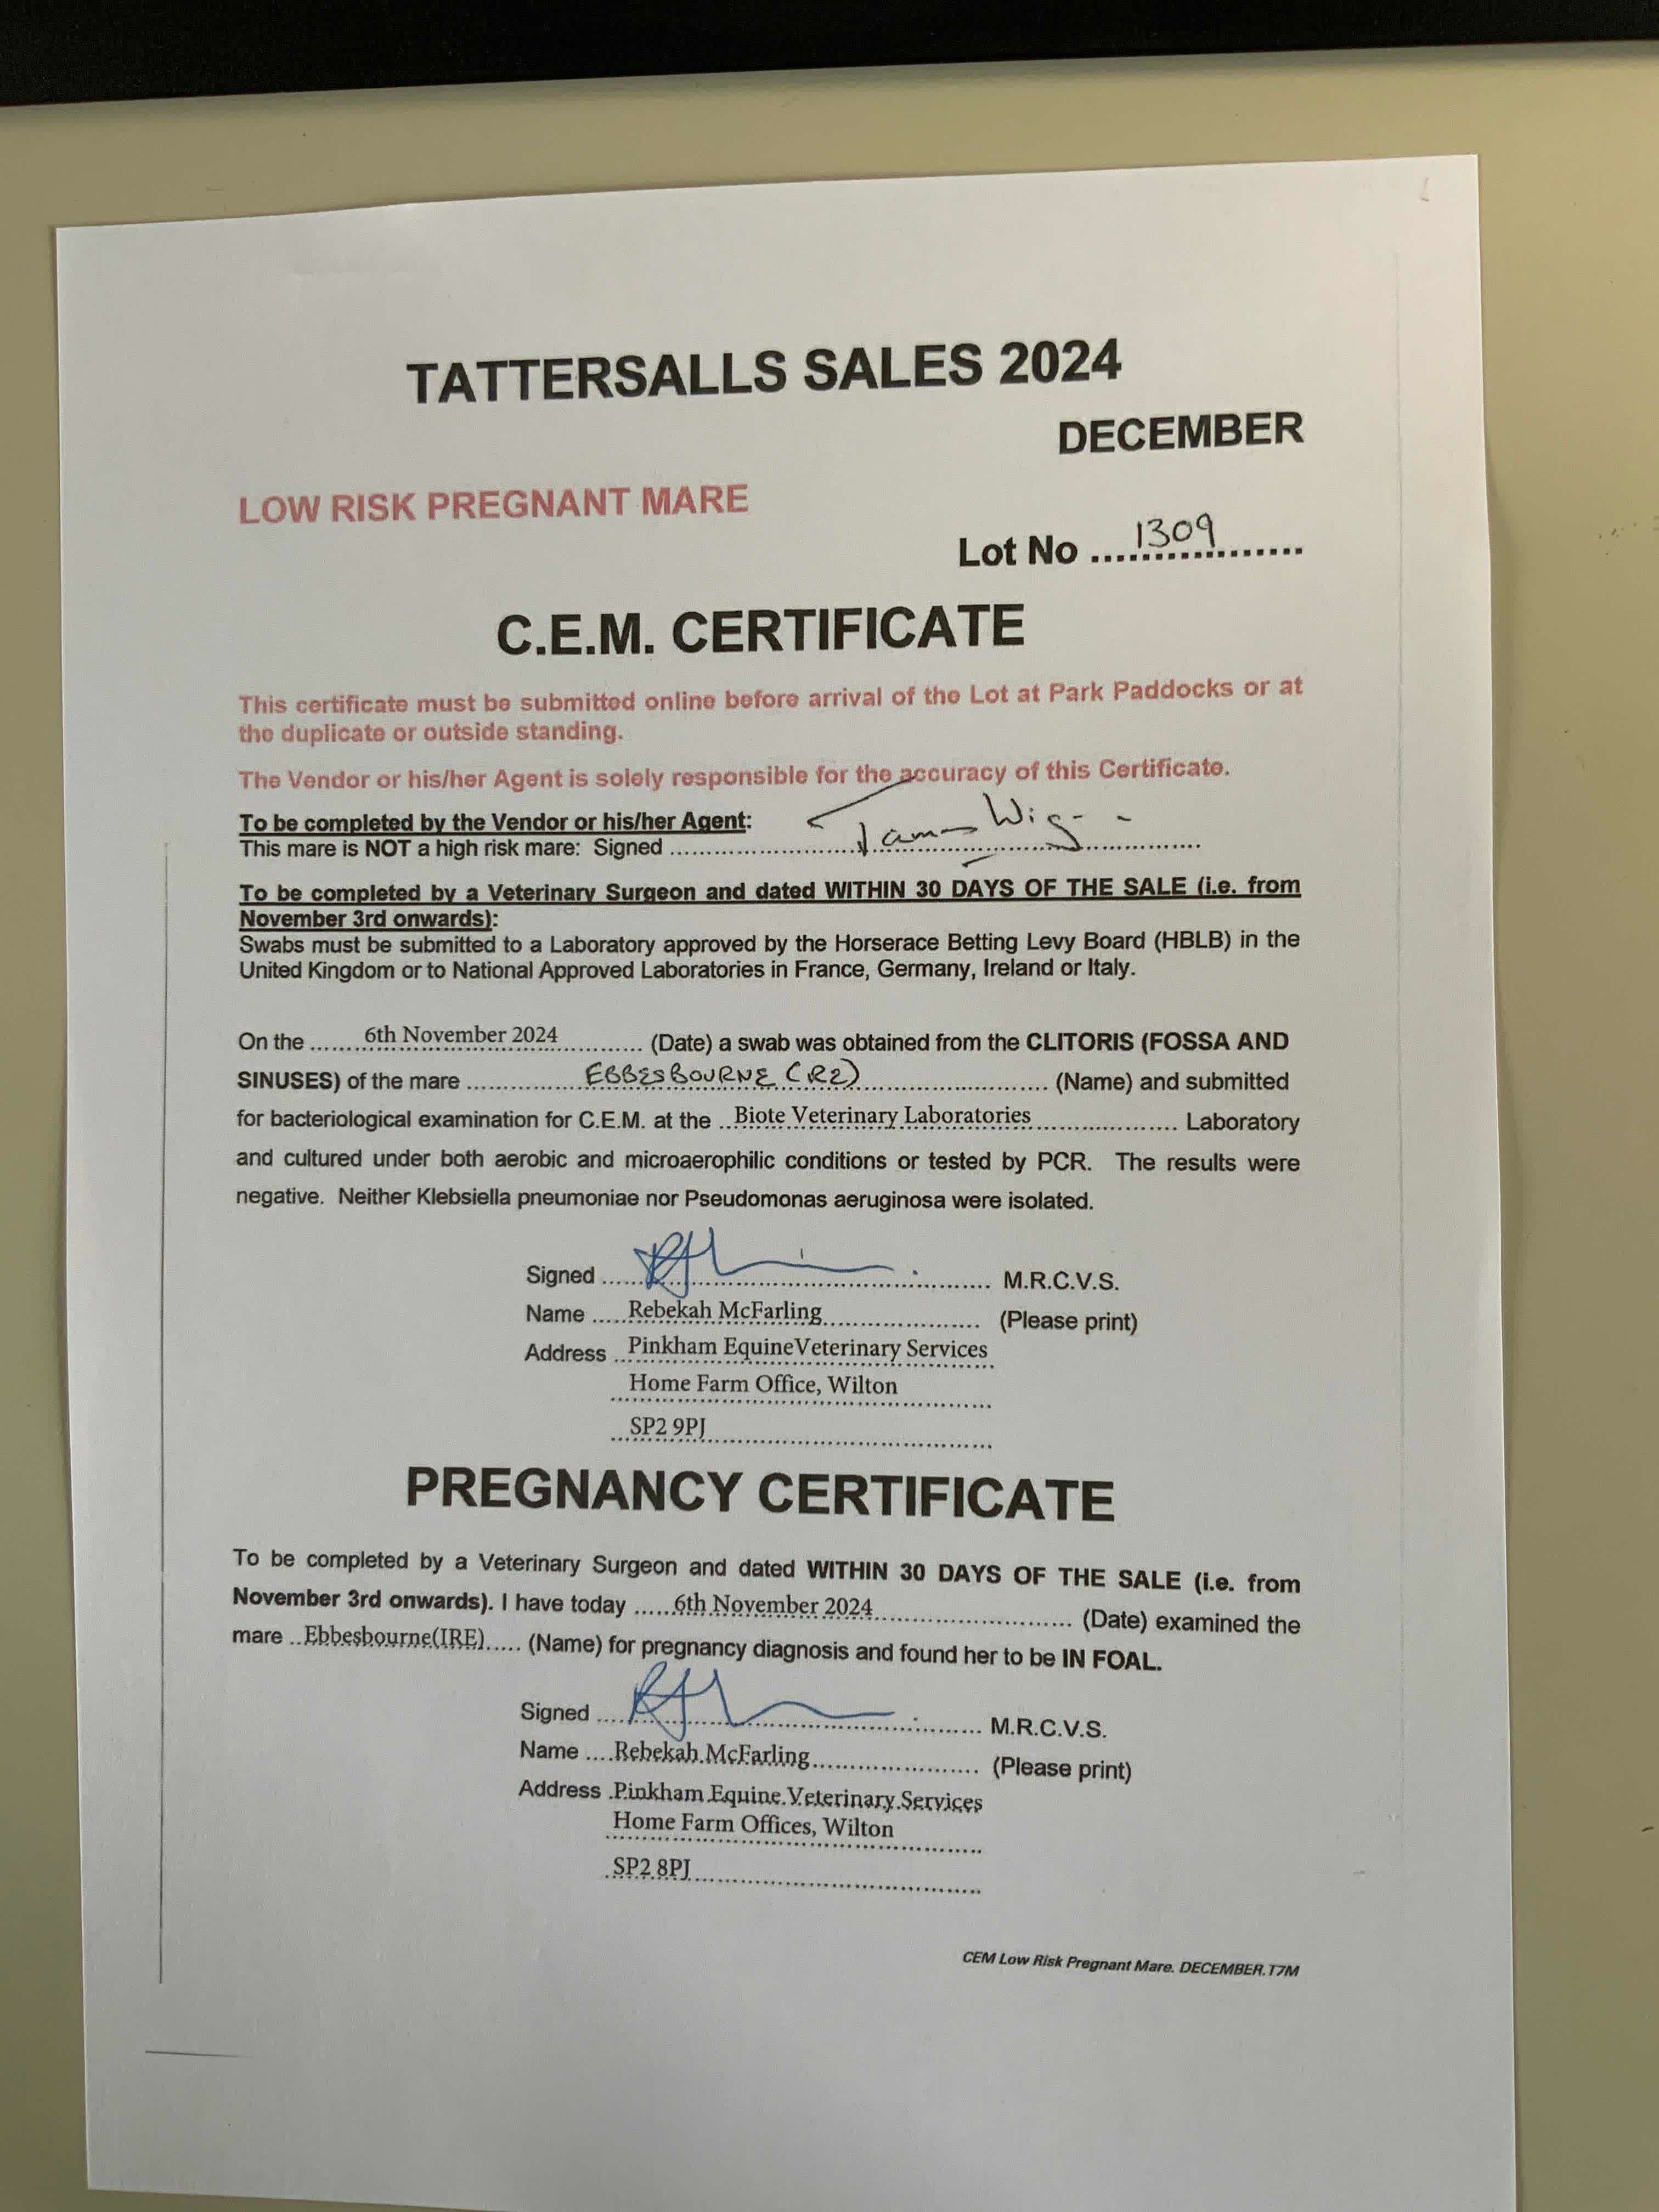 TATTERSALLS SALES 2024
DECEMBER
LOW RISK PREGNANT MARE
Lot No ....1309....
C.E.M. CERTIFICATE
This certificate must be submitted online before arrival of the Lot at Park Paddocks or at
the duplicate or outside standing.
The Vendor or his/her Agent is solely responsible for the accuracy of this Certificate.
To be completed by the Vendor or his/her Agent:
This mare is NOT a high risk mare: Signed ........
To be completed by a Veterinary Surgeon and dated WITHIN 30 DAYS OF THE SALE (i.e. from
November 3rd onwards):
Swabs must be submitted to a Laboratory approved by the Horserace Betting Levy Board (HBLB) in the
United Kingdom or to National Approved Laboratories in France, Germany, Ireland or Italy.
On the ....6th November 2024.... (Date) a swab was obtained from the CLITORIS (FOSSA AND
SINUSES) of the mare ....EBBESBOURNE (RE).... (Name) and submitted
for bacteriological examination for C.E.M. at the ..Biote Veterinary Laboratories.... Laboratory
and cultured under both aerobic and microaerophilic conditions or tested by PCR. The results were
negative. Neither Klebsiella pneumoniae nor Pseudomonas aeruginosa were isolated.
Signed ........ M.R.C.V.S.
Name ....Rebekah McFarling.... (Please print)
Address ..Pinkham EquineVeterinary Services
Home Farm Office, Wilton
SP2 9PJ
PREGNANCY CERTIFICATE
To be completed by a Veterinary Surgeon and dated WITHIN 30 DAYS OF THE SALE (i.e. from
November 3rd onwards). I have today ....6th November 2024.... (Date) examined the
mare ..Ebbesbourne(IRE).... (Name) for pregnancy diagnosis and found her to be IN FOAL.
Signed ........ M.R.C.V.S.
Name ....Rebekah McFarling.... (Please print)
Address .Pinkham Equine Veterinary Services
Home Farm Offices, Wilton
SP2 8PJ
CEM Low Risk Pregnant Mare. DECEMBER.T7M